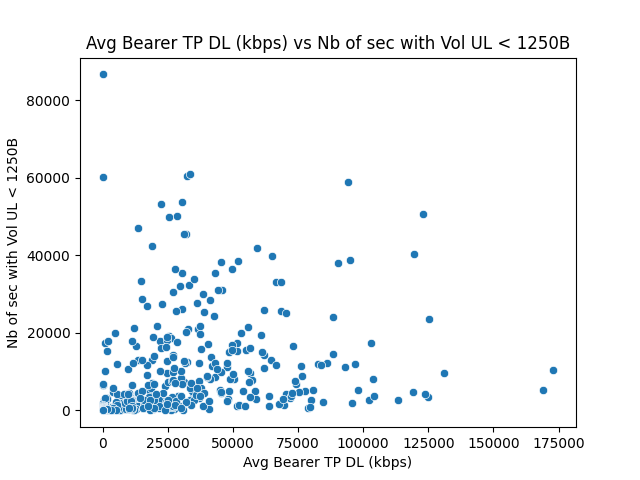 Avg Bearer TP DL (kbps) vs Nb of sec with Vol UL < 1250B
80000
60000
40000
20000
0
Nb of sec with Vol UL < 1250B
0 25000 50000 75000 100000 125000 150000 175000
Avg Bearer TP DL (kbps)